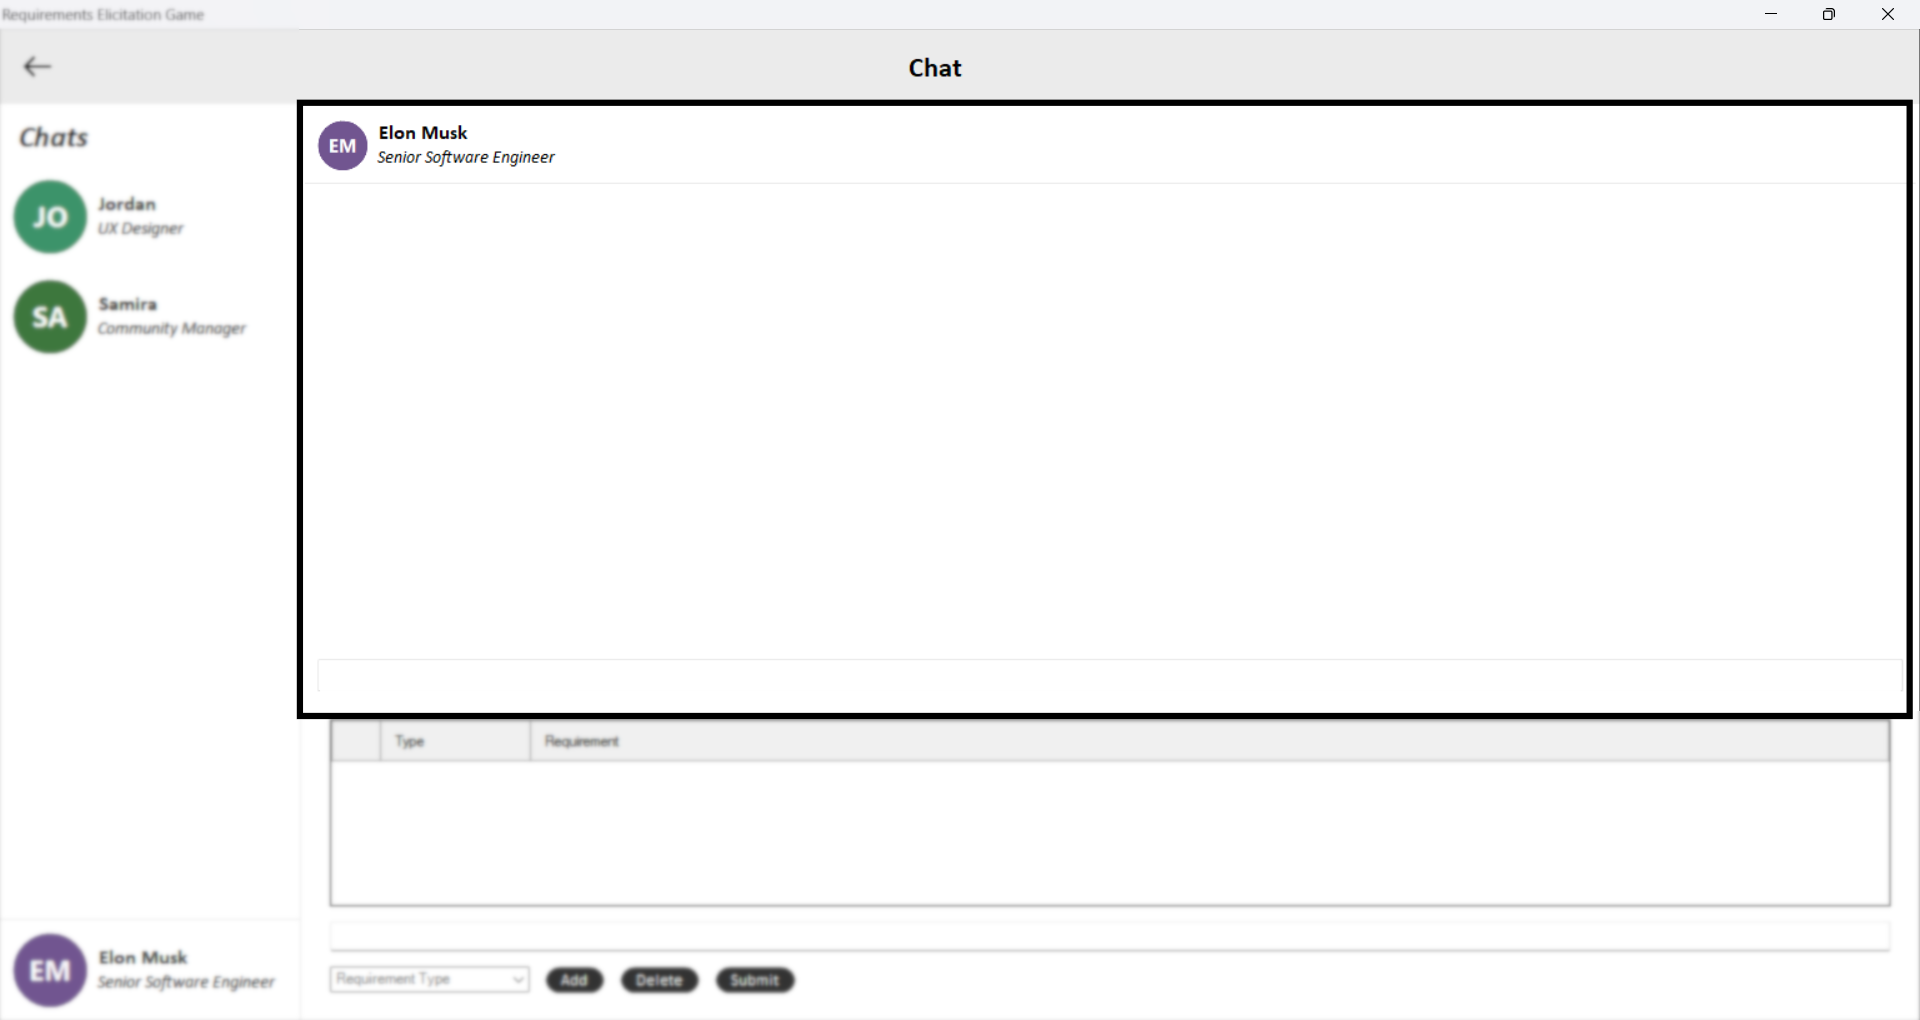 Requirements Elicitation Game
Chat
Chats
JO
Jordan
UX Designer
SA
Samira
Community Manager
EM
Elon Musk
Senior Software Engineer
Type
Requirement
EM
Elon Musk
Senior Software Engineer
Requirement Type
Add
Delete
Submit